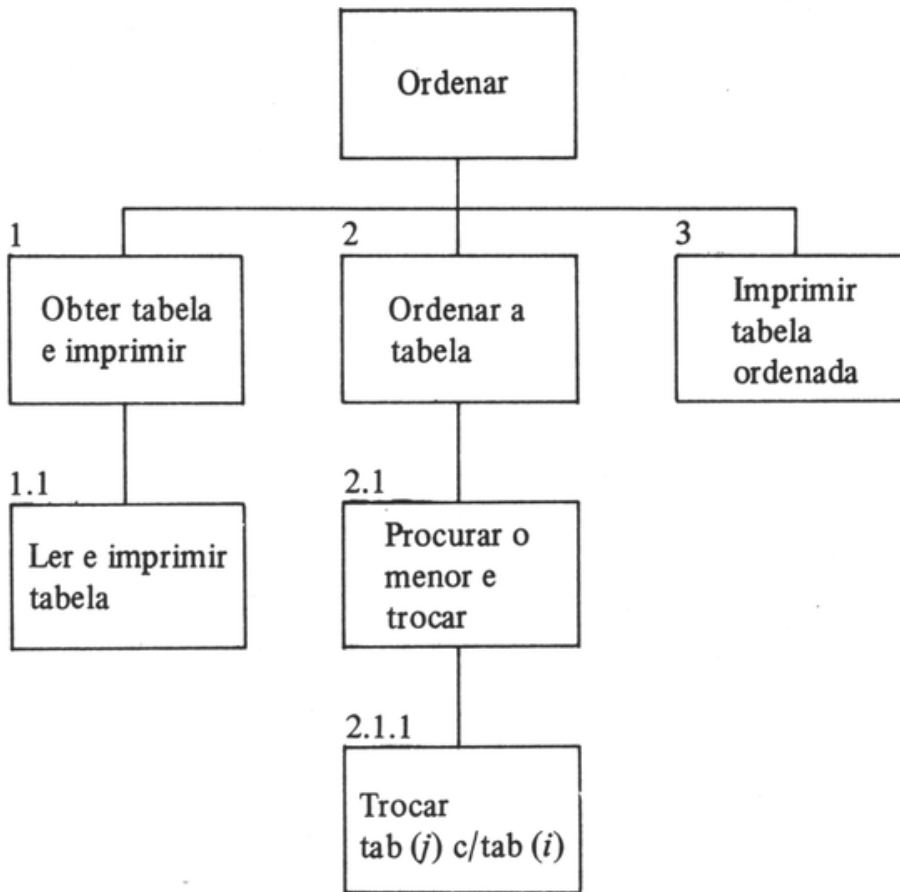 Ordenar
1
Obter tabela
e imprimir
2
Ordenar a
tabela
3
Imprimir
tabela
ordenada
1.1
Ler e imprimir
tabela
2.1
Procurar o
menor e
trocar
2.1.1
Trocar
tab (j) c/tab (i)